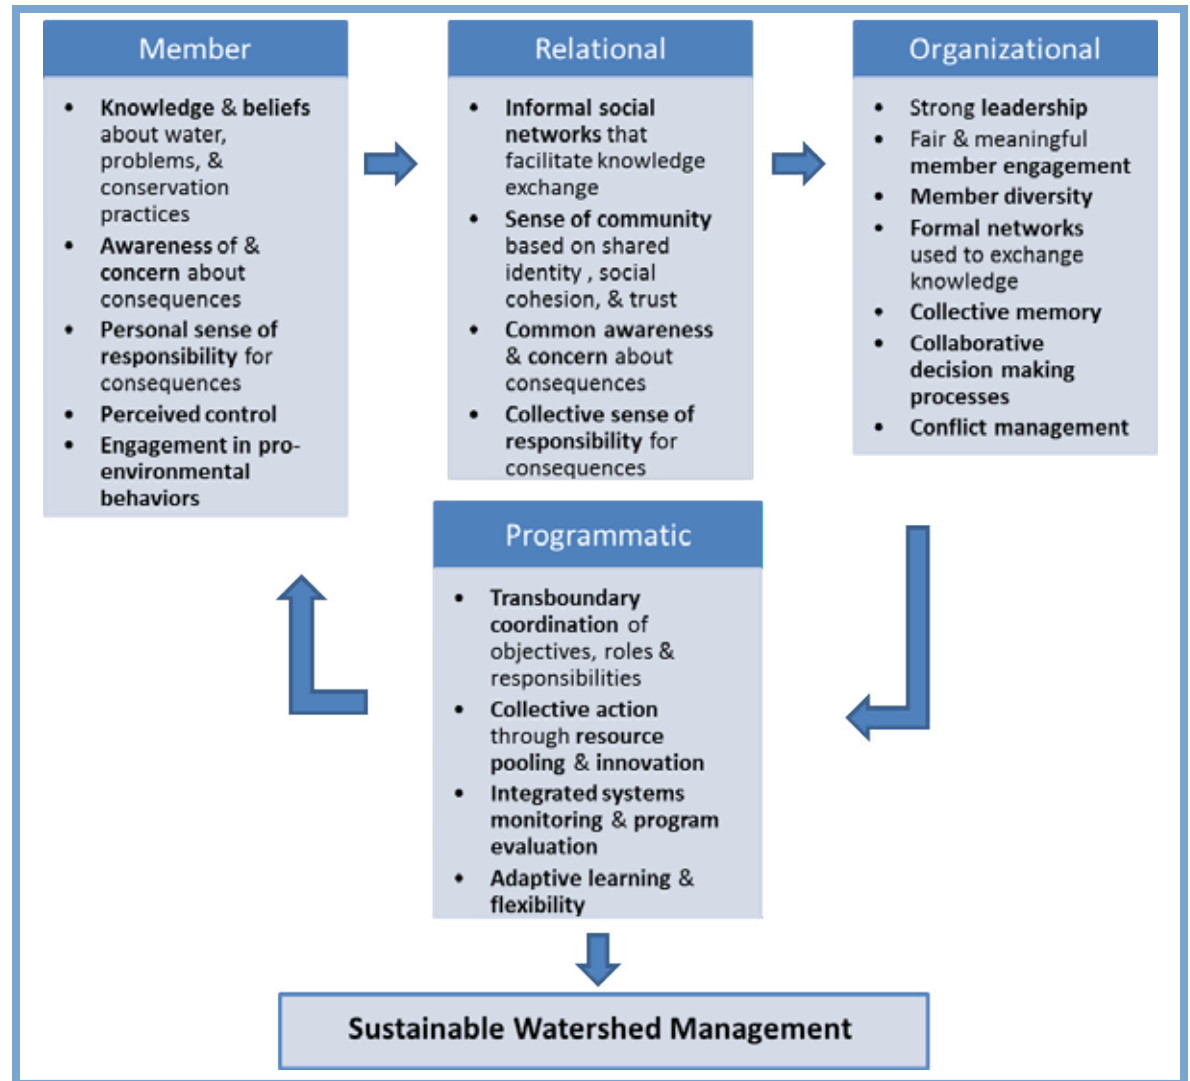 Member
• Knowledge & beliefs
about water,
problems, &
conservation
practices
• Awareness of &
concern about
consequences
• Personal sense of
responsibility for
consequences
• Perceived control
• Engagement in pro-
environmental
behaviors
Relational
• Informal social
networks that
facilitate knowledge
exchange
• Sense of community
based on shared
identity , social
cohesion, & trust
• Common awareness
& concern about
consequences
• Collective sense of
responsibility for
consequences
Organizational
• Strong leadership
• Fair & meaningful
member engagement
• Member diversity
• Formal networks
used to exchange
knowledge
• Collective memory
• Collaborative
decision making
processes
• Conflict management
Programmatic
• Transboundary
coordination of
objectives, roles &
responsibilities
• Collective action
through resource
pooling & innovation
• Integrated systems
monitoring & program
evaluation
• Adaptive learning &
flexibility
Sustainable Watershed Management